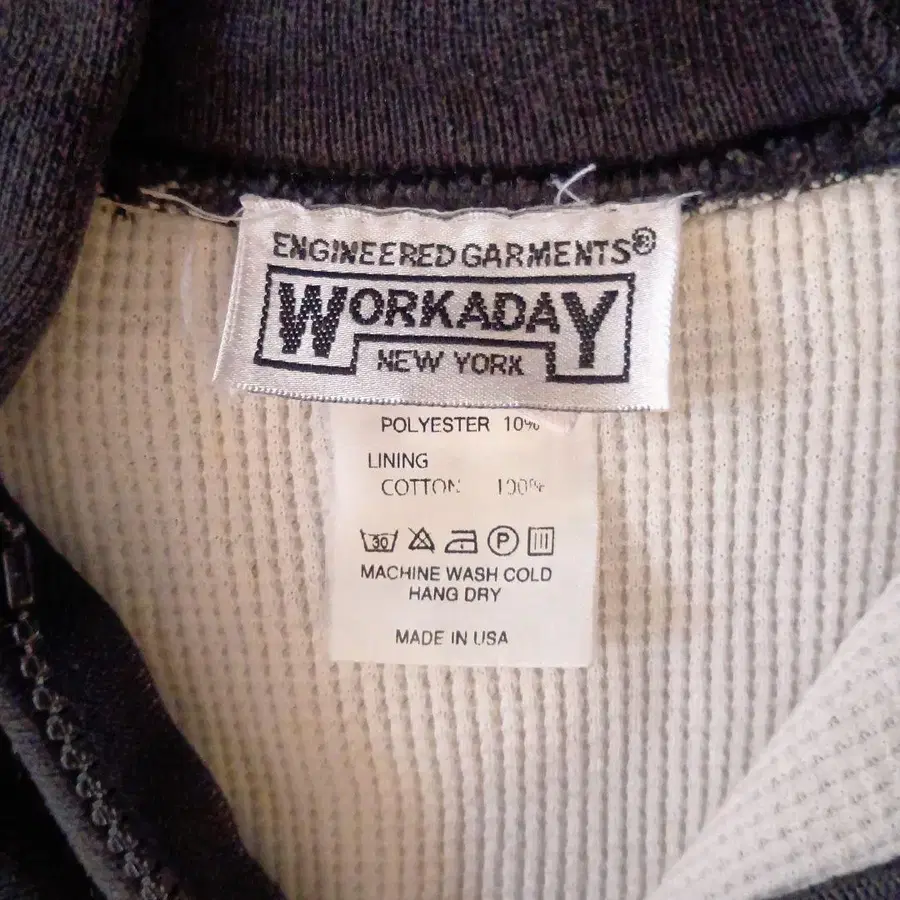 ENGINEERED GARMENTS®
WORKADAY
NEW YORK
POLYESTER 10%
LINING
COTTON 100%
30 P
MACHINE WASH COLD
HANG DRY
MADE IN USA